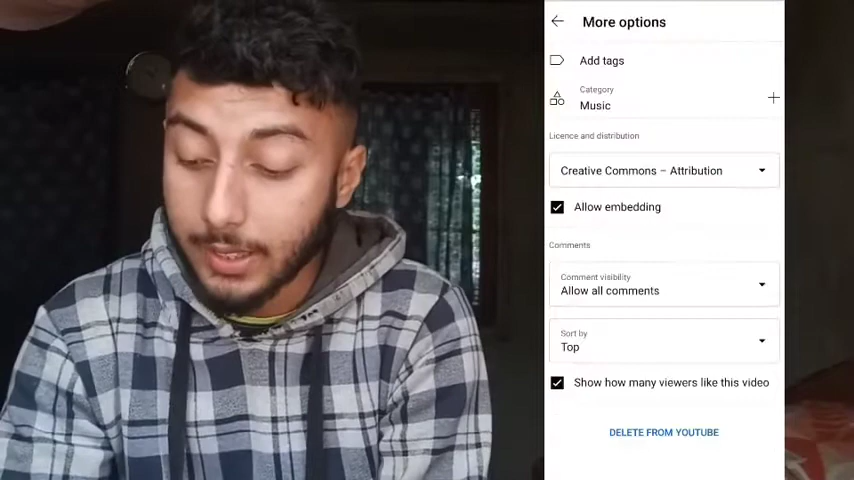 More options
Add tags
Category
Music
Licence and distribution
Creative Commons – Attribution
Allow embedding
Comments
Comment visibility
Allow all comments
Sort by
Top
Show how many viewers like this video
DELETE FROM YOUTUBE